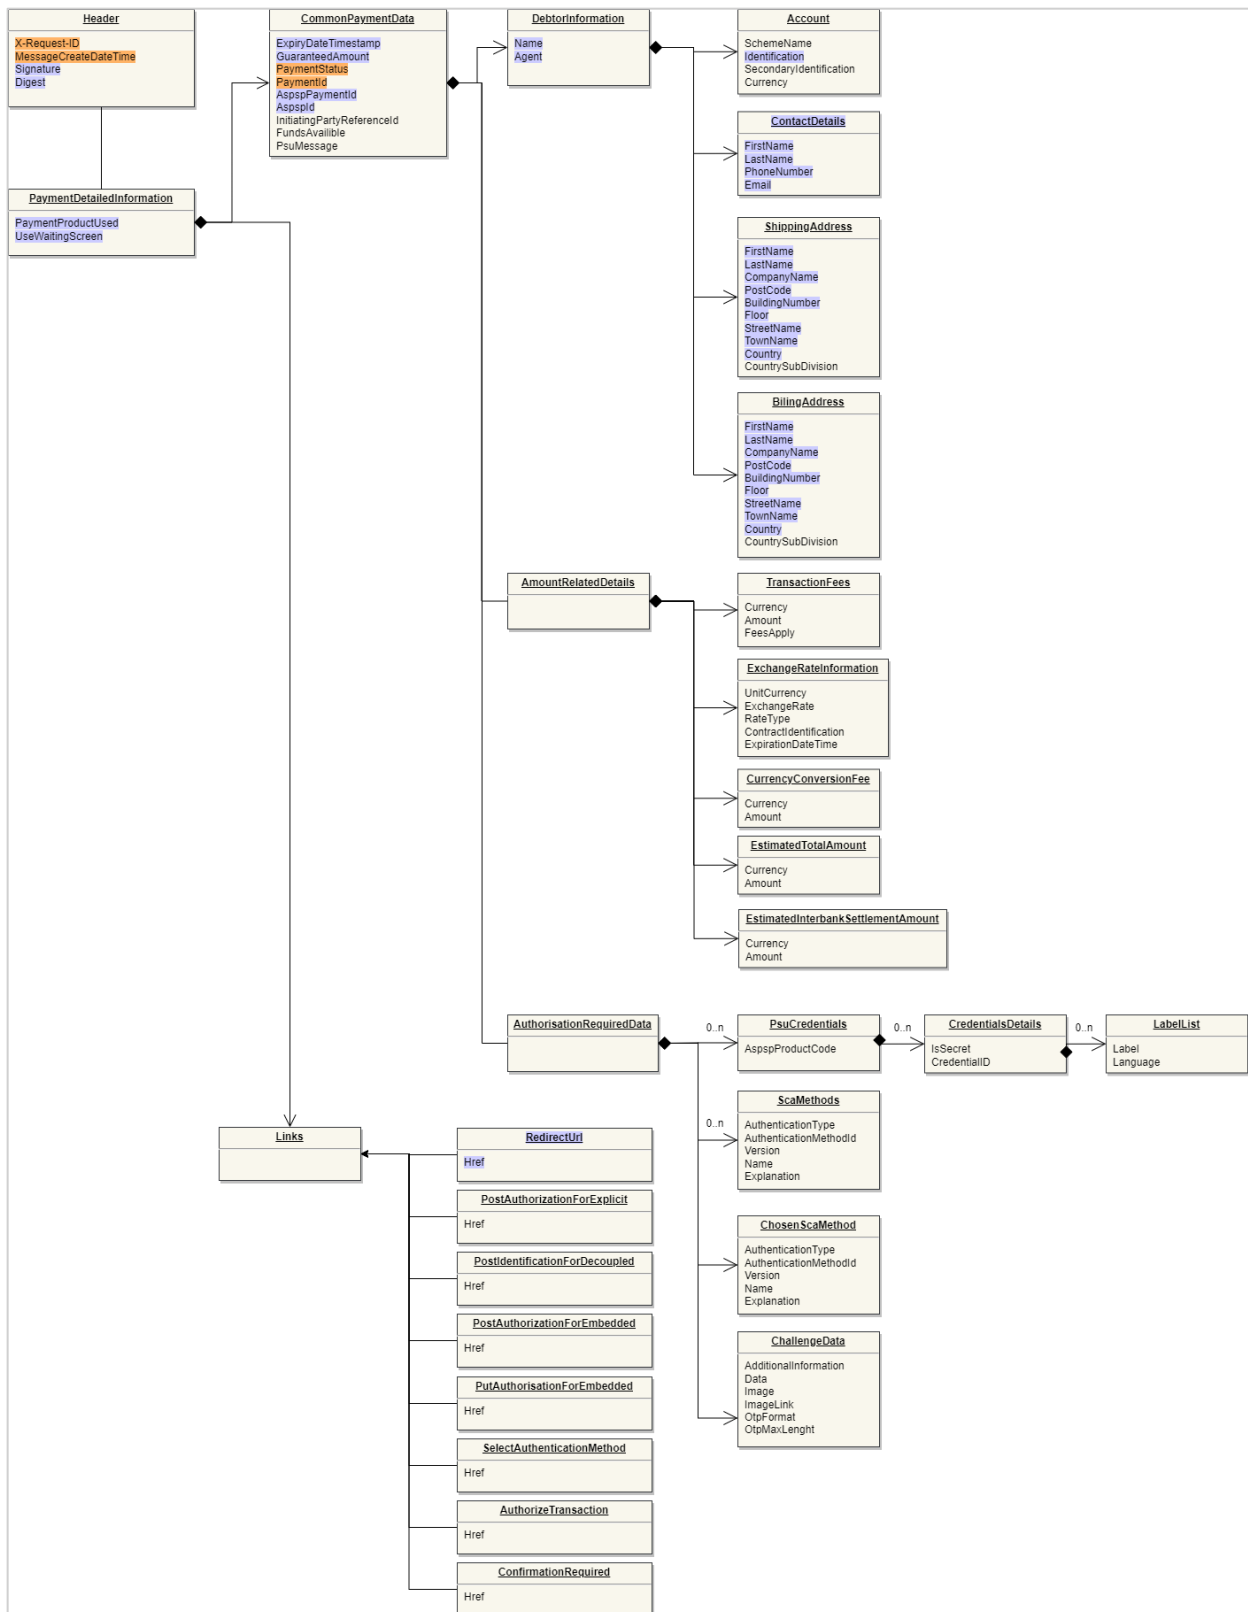 Header
X-Request-ID
MessageCreateDateTime
Signature
Digest
PaymentDetailedInformation
PaymentProductUsed
UseWaitingScreen
CommonPaymentData
ExpiryDateTimestamp
GuaranteedAmount
PaymentStatus
PaymentId
AspspPaymentId
AspspId
InitiatingPartyReferenceId
FundsAvailible
PsuMessage
DebtorInformation
Name
Agent
Account
SchemeName
Identification
SecondaryIdentification
Currency
ContactDetails
FirstName
LastName
PhoneNumber
Email
ShippingAddress
FirstName
LastName
CompanyName
PostCode
BuildingNumber
Floor
StreetName
TownName
Country
CountrySubDivision
BilingAddress
FirstName
LastName
CompanyName
PostCode
BuildingNumber
Floor
StreetName
TownName
Country
CountrySubDivision
AmountRelatedDetails
TransactionFees
Currency
Amount
FeesApply
ExchangeRateInformation
UnitCurrency
ExchangeRate
RateType
ContractIdentification
ExpirationDateTime
CurrencyConversionFee
Currency
Amount
EstimatedTotalAmount
Currency
Amount
EstimatedInterbankSettlementAmount
Currency
Amount
AuthorisationRequiredData
0..n
PsuCredentials
AspspProductCode
0..n
CredentialsDetails
IsSecret
CredentialID
0..n
LabelList
Label
Language
0..n
ScaMethods
AuthenticationType
AuthenticationMethodId
Version
Name
Explanation
ChosenScaMethod
AuthenticationType
AuthenticationMethodId
Version
Name
Explanation
ChallengeData
AdditionalInformation
Data
Image
ImageLink
OtpFormat
OtpMaxLenght
Links
RedirectUrl
Href
PostAuthorizationForExplicit
Href
PostIdentificationForDecoupled
Href
PostAuthorizationForEmbedded
Href
PutAuthorisationForEmbedded
Href
SelectAuthenticationMethod
Href
AuthorizeTransaction
Href
ConfirmationRequired
Href